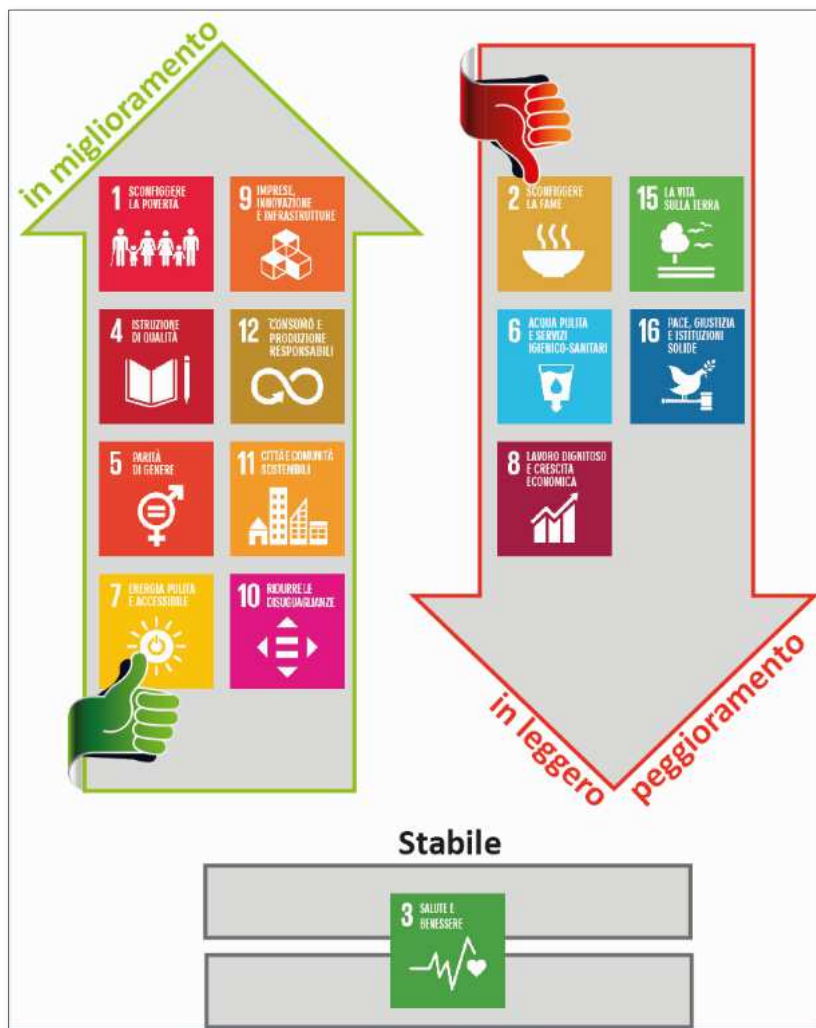 in miglioramento
1 SCONFIGGERE
LA POVERTÀ
9 IMPRESE,
INNOVAZIONE
E INFRASTRUTTURE
4 ISTRUZIONE
DI QUALITÀ
12 CONSUMO E
PRODUZIONE
RESPONSABILI
5 PARITÀ
DI GENERE
11 CITTÀ E COMUNITÀ
SOSTENIBILI
7 ENERGIA PULITA
E ACCESSIBILE
10 RIDURRE LE
DISUGUAGLIANZE
2 SCONFIGGERE
LA FAME
15 LA VITA
SULLA TERRA
6 ACQUA PULITA
E SERVIZI
IGIENICO-SANITARI
16 PACE, GIUSTIZIA
E ISTITUZIONI
SOLIDE
8 LAVORO DIGNITOSO
E CRESCITA
ECONOMICA
in leggero
peggioramento
Stabile
3 SALUTE E
BENESSERE